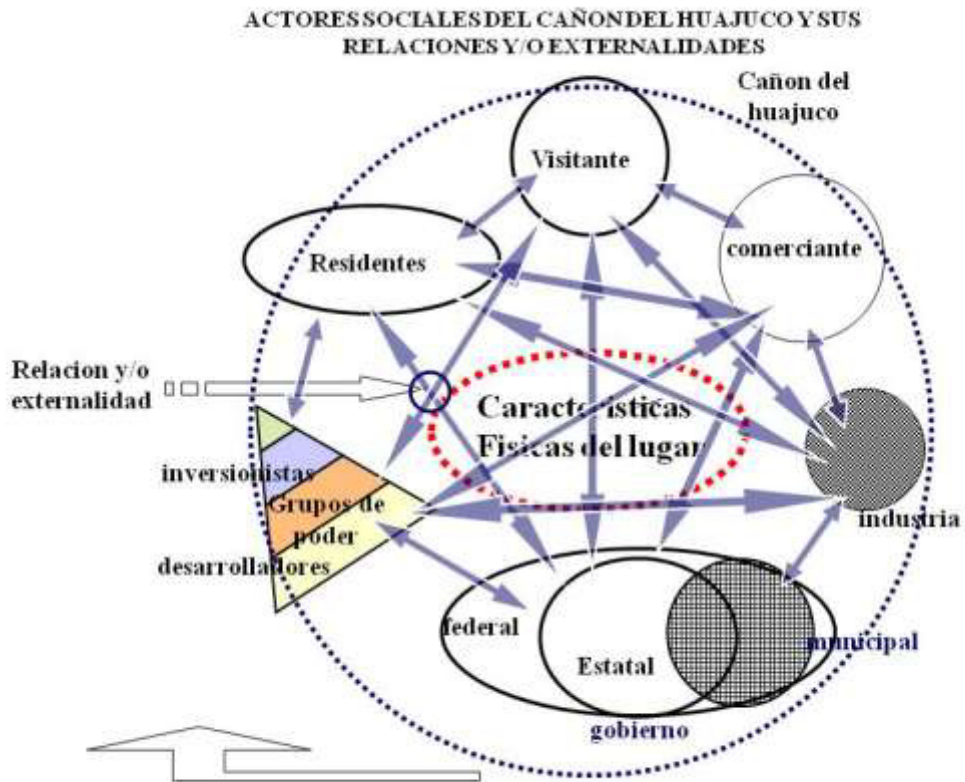 ACTORES SOCIALES DEL CAÑON DEL HUAJUCO Y SUS
RELACIONES Y/O EXTERNALIDADES
Cañon del
huajuco
Visitante
comerciante
Residentes
Relacion y/o
externalidad
Caracteristicas
Fisicas del lugar
inversionistas
Grupos de
poder
desarrolladores
industria
federal
Estatal
municipal
gobierno